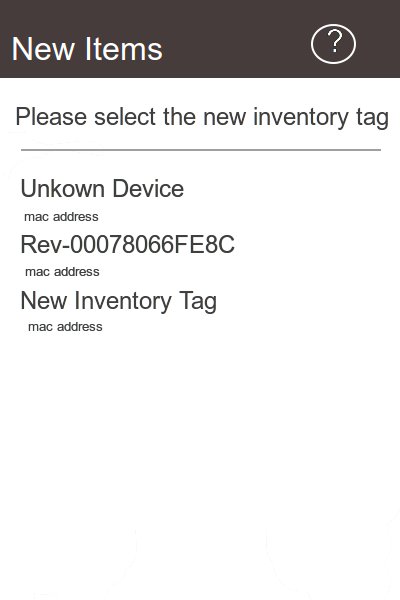 New Items
?
Please select the new inventory tag
Unkown Device
mac address
Rev-00078066FE8C
mac address
New Inventory Tag
mac address